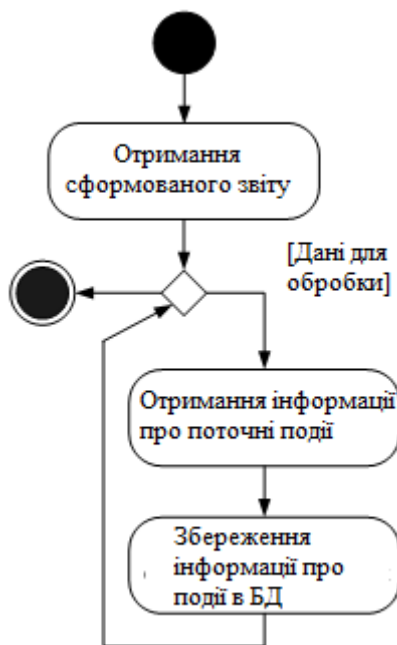 Отримання
сформованого звіту
[Дані для
обробки]
Отримання інформації
про поточні події
Збереження
інформації про
події в БД